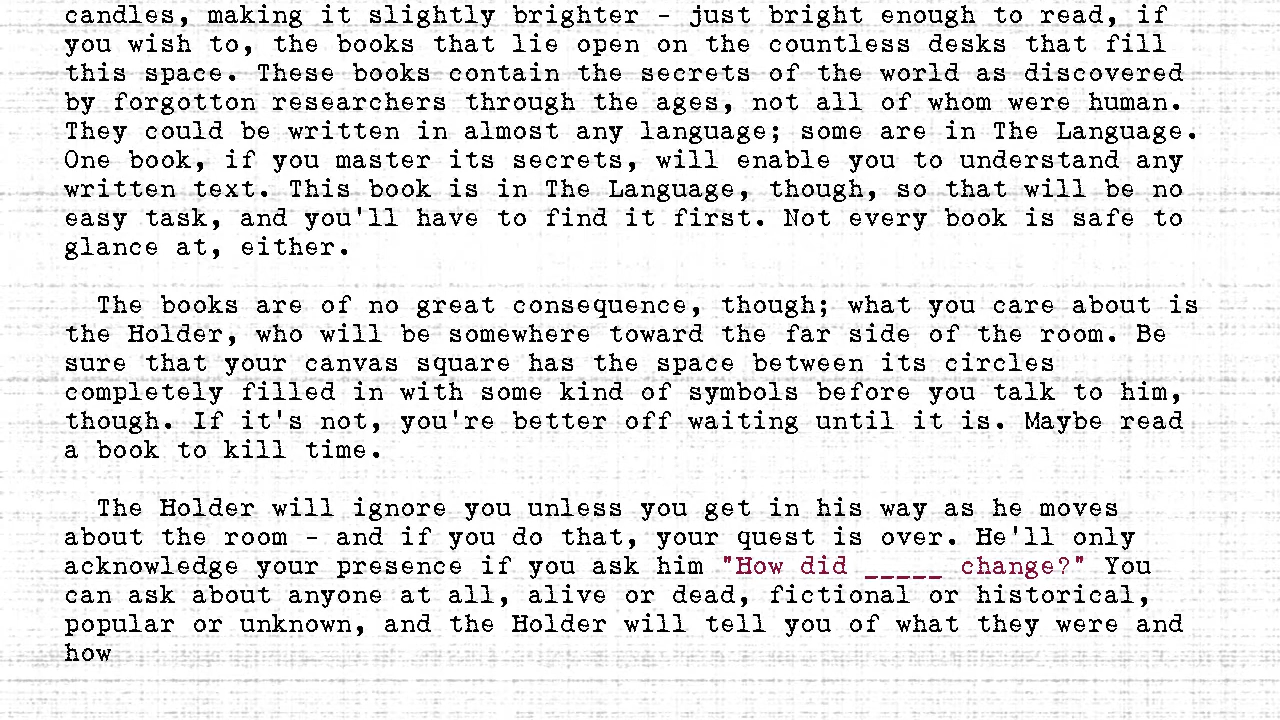 candles, making it slightly brighter - just bright enough to read, if
you wish to, the books that lie open on the countless desks that fill
this space. These books contain the secrets of the world as discovered
by forgotton researchers through the ages, not all of whom were human.
They could be written in almost any language; some are in The Language.
One book, if you master its secrets, will enable you to understand any
written text. This book is in The Language, though, so that will be no
easy task, and you'll have to find it first. Not every book is safe to
glance at, either.
The books are of no great consequence, though; what you care about is
the Holder, who will be somewhere toward the far side of the room. Be
sure that your canvas square has the space between its circles
completely filled in with some kind of symbols before you talk to him,
though. If it's not, you're better off waiting until it is. Maybe read
a book to kill time.
The Holder will ignore you unless you get in his way as he moves
about the room - and if you do that, your quest is over. He'll only
acknowledge your presence if you ask him "How did _____ change?" You
can ask about anyone at all, alive or dead, fictional or historical,
popular or unknown, and the Holder will tell you of what they were and
how